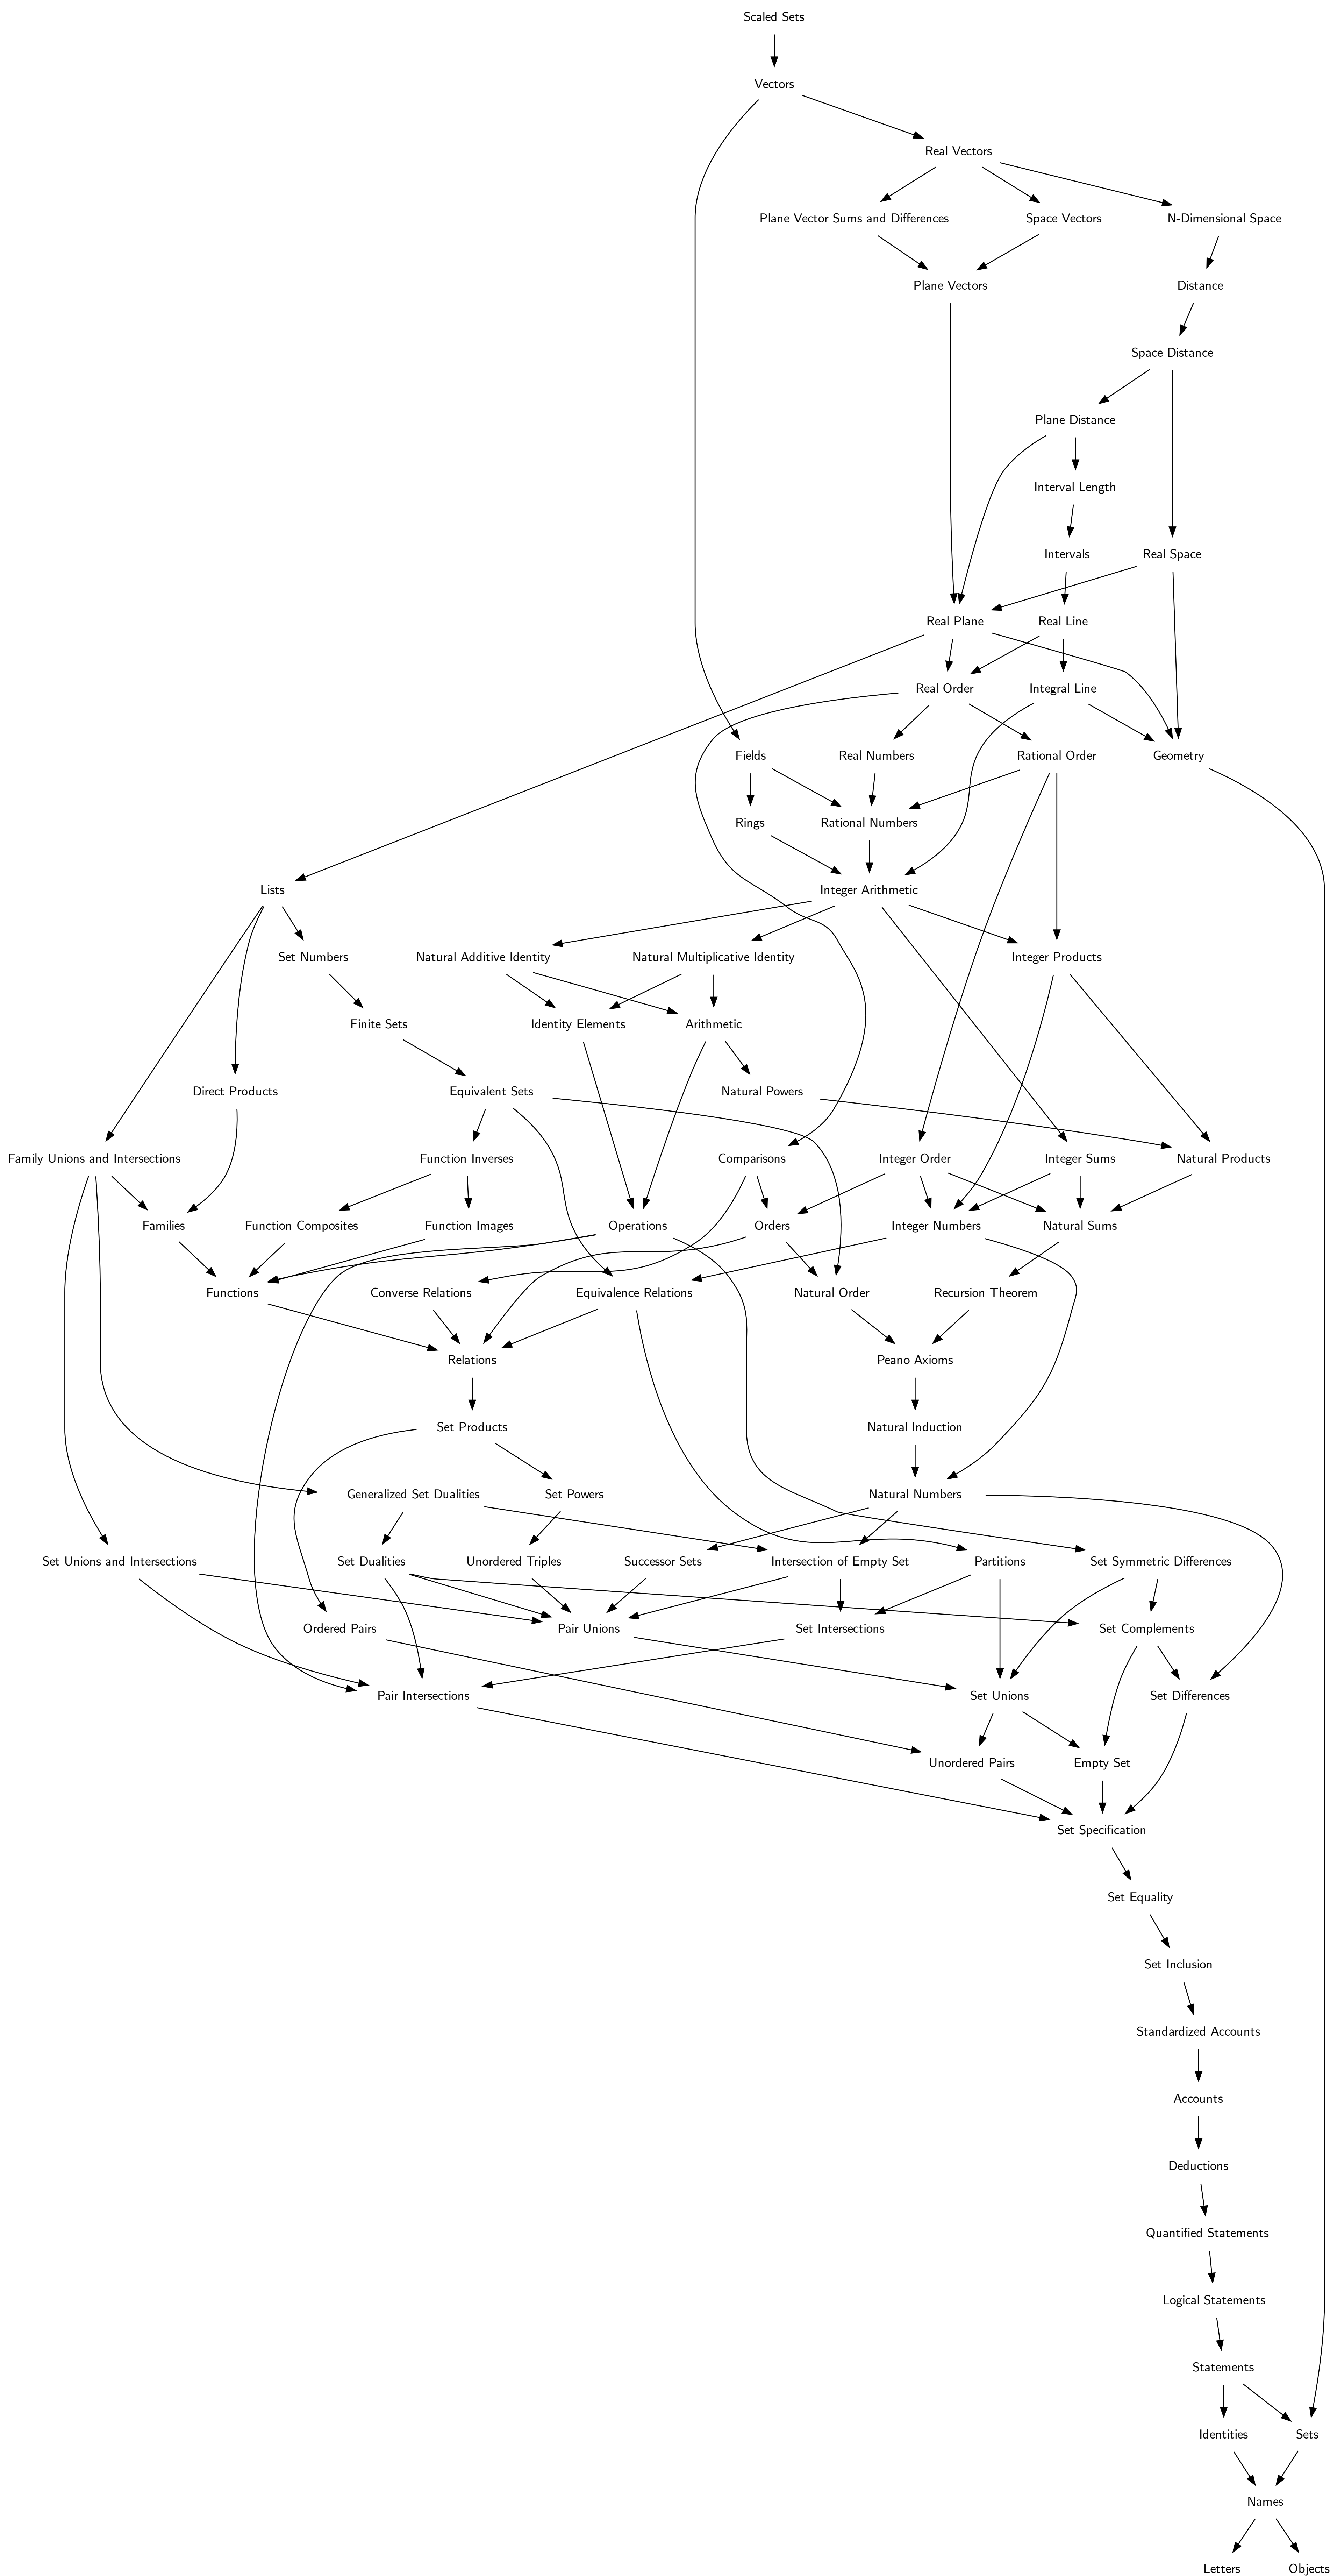 Scaled Sets
Vectors
Real Vectors
Plane Vector Sums and Differences
Space Vectors
N-Dimensional Space
Plane Vectors
Distance
Space Distance
Plane Distance
Interval Length
Intervals
Real Space
Real Plane
Real Line
Real Order
Integral Line
Fields
Real Numbers
Rational Order
Geometry
Rings
Rational Numbers
Lists
Integer Arithmetic
Set Numbers
Natural Additive Identity
Natural Multiplicative Identity
Integer Products
Finite Sets
Identity Elements
Arithmetic
Direct Products
Equivalent Sets
Natural Powers
Family Unions and Intersections
Function Inverses
Comparisons
Integer Order
Integer Sums
Natural Products
Families
Function Composites
Function Images
Operations
Orders
Integer Numbers
Natural Sums
Functions
Converse Relations
Equivalence Relations
Natural Order
Recursion Theorem
Relations
Peano Axioms
Set Products
Natural Induction
Generalized Set Dualities
Set Powers
Natural Numbers
Set Unions and Intersections
Set Dualities
Unordered Triples
Successor Sets
Intersection of Empty Set
Partitions
Set Symmetric Differences
Ordered Pairs
Pair Unions
Set Intersections
Set Complements
Pair Intersections
Set Unions
Set Differences
Unordered Pairs
Empty Set
Set Specification
Set Equality
Set Inclusion
Standardized Accounts
Accounts
Deductions
Quantified Statements
Logical Statements
Statements
Identities
Sets
Names
Letters
Objects